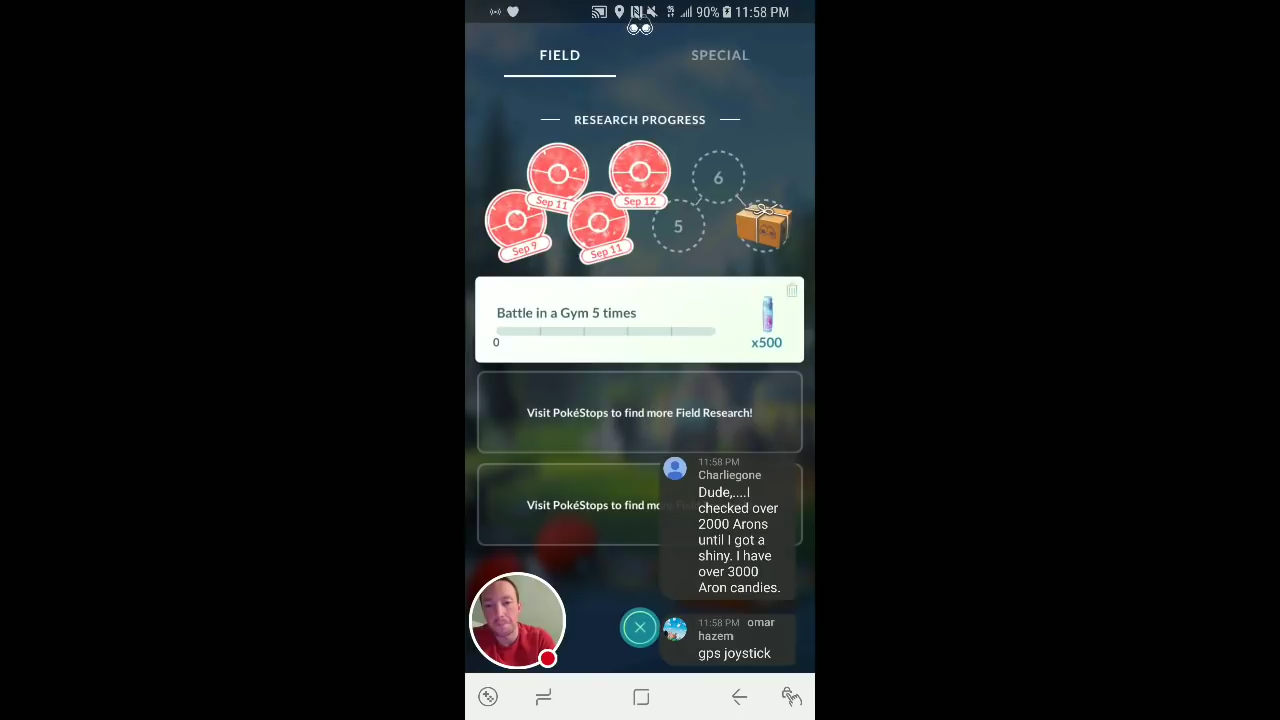 90% 11:58 PM
FIELD SPECIAL
RESEARCH PROGRESS
Sep 9
Sep 11
Sep 11
Sep 12
5
6
Battle in a Gym 5 times
0
x500
Visit PokéStops to find more Field Research!
Visit PokéStops to find mo
11:58 PM
Charliegone
Dude,....I
checked over
2000 Arons
until I got a
shiny. I have
over 3000
Aron candies.
11:58 PM omar
hazem
gps joystick